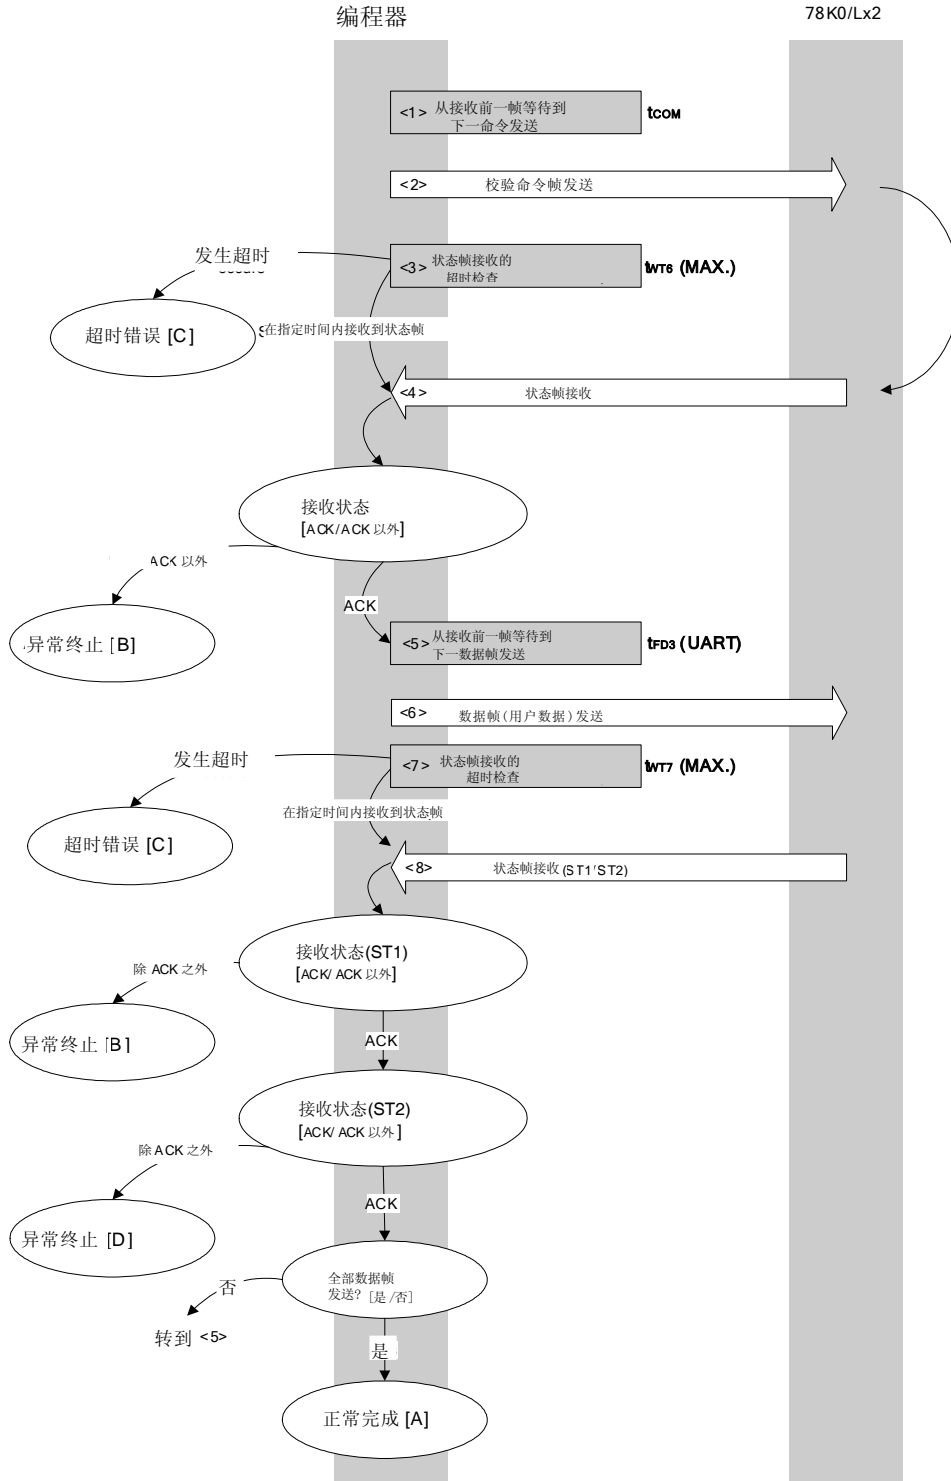 编程器
78K0/Lx2
<1> 从接收前一帧等待到
下一命令发送
tCOM
<2> 校验命令帧发送
发生超时
<3> 状态帧接收的
超时检查
tWT6 (MAX.)
超时错误 [C]
在指定时间内接收到状态帧
<4> 状态帧接收
接收状态
[ACK/ACK 以外]
ACK 以外
ACK
异常终止 [B]
<5> 从接收前一帧等待到
下一数据帧发送
tFD3 (UART)
<6> 数据帧(用户数据)发送
发生超时
<7> 状态帧接收的
超时检查
tWT7 (MAX.)
在指定时间内接收到状态帧
超时错误 [C]
<8> 状态帧接收(ST1/ST2)
接收状态(ST1)
[ACK/ ACK 以外]
除 ACK 之外
异常终止 [B]
ACK
接收状态(ST2)
[ACK/ ACK 以外]
除 ACK 之外
ACK
异常终止 [D]
全部数据帧
发送? [是/否]
否
转到 <5>
是
正常完成 [A]